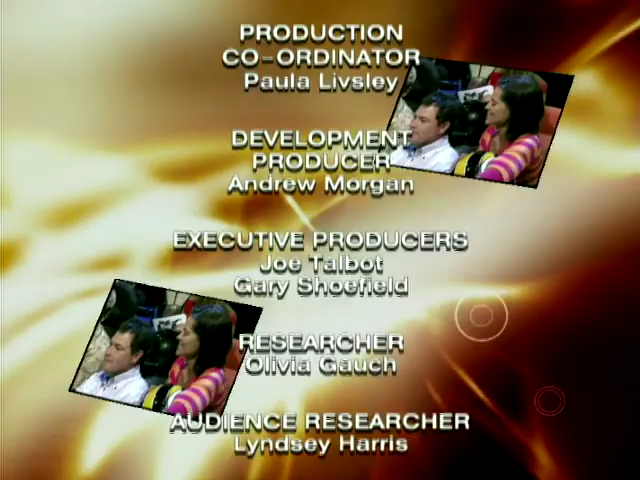 PRODUCTION
CO-ORDINATOR
Paula Livsley
DEVELOPMENT
PRODUCER
Andrew Morgan
EXECUTIVE PRODUCERS
Joe Talbot
Gary Shoefield
RESEARCHER
Olivia Gauch
AUDIENCE RESEARCHER
Lyndsey Harris